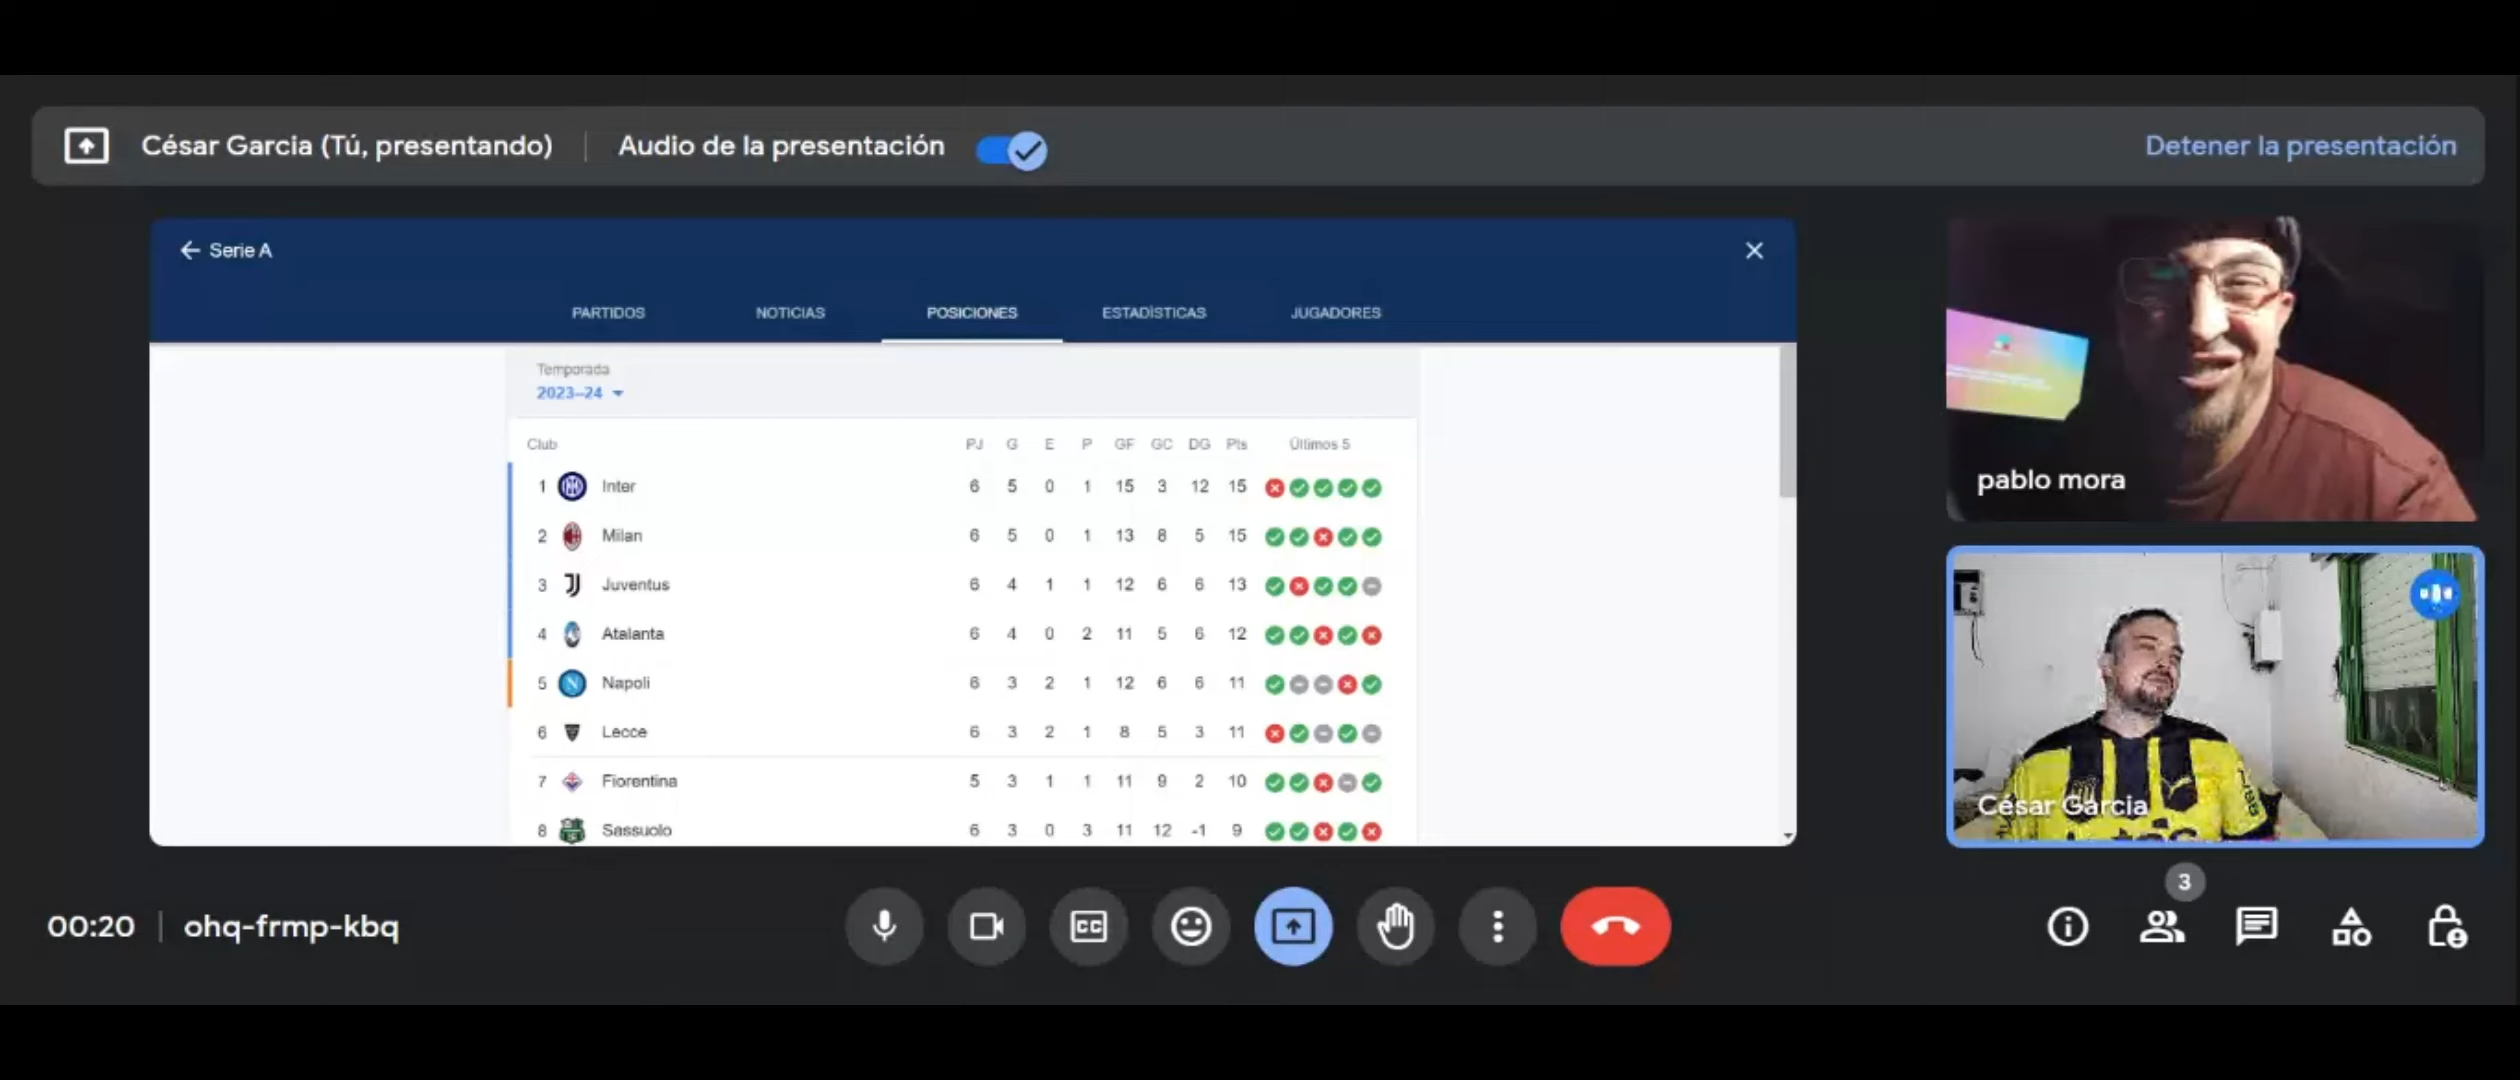 César Garcia (Tú, presentando) Audio de la presentación Detener la presentación
Serie A
PARTIDOS NOTICIAS POSICIONES ESTADÍSTICAS JUGADORES
Temporada
2023–24
Club PJ G E P GF GC DG Pts Últimos 5
1 Inter 6 5 0 1 15 3 12 15
2 Milan 6 5 0 1 13 8 5 15
3 Juventus 6 4 1 1 12 6 6 13
4 Atalanta 6 4 0 2 11 5 6 12
5 Napoli 6 3 2 1 12 6 6 11
6 Lecce 6 3 2 1 8 5 3 11
7 Fiorentina 5 3 1 1 11 9 2 10
8 Sassuolo 6 3 0 3 11 12 -1 9
pablo mora
César Garcia
00:20 ohq-frmp-kbq
CC
3